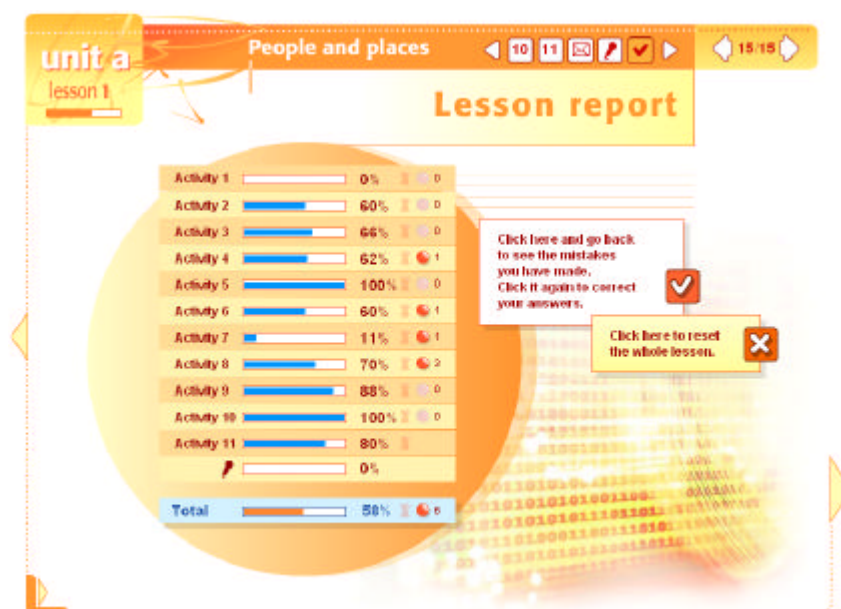 unit a
lesson 1
People and places
10 11
15/15
Lesson report
Activity 1 0% 0
Activity 2 60% 0
Activity 3 66% 0
Activity 4 62% 1
Activity 5 100% 0
Activity 6 60% 1
Activity 7 11% 1
Activity 8 70%
Activity 9 88% 0
Activity 10 100% 0
Activity 11 80%
0%
Total 58%
Click here and go back
to see the mistakes
you have made.
Click it again to correct
your answers.
Click here to reset
the whole lesson.